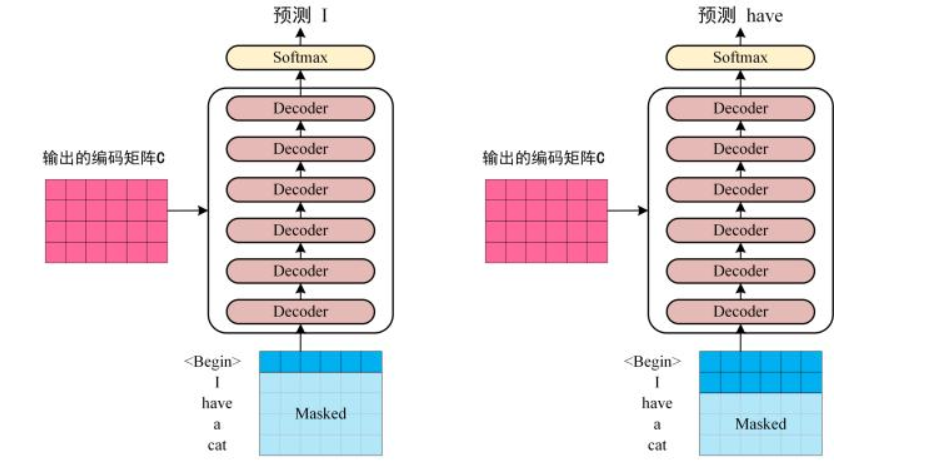 预测 I
Softmax
Decoder
Decoder
Decoder
Decoder
Decoder
Decoder
输出的编码矩阵C
<Begin>
I
have
a
cat
Masked
预测 have
Softmax
Decoder
Decoder
Decoder
Decoder
Decoder
Decoder
输出的编码矩阵C
<Begin>
I
have
a
cat
Masked